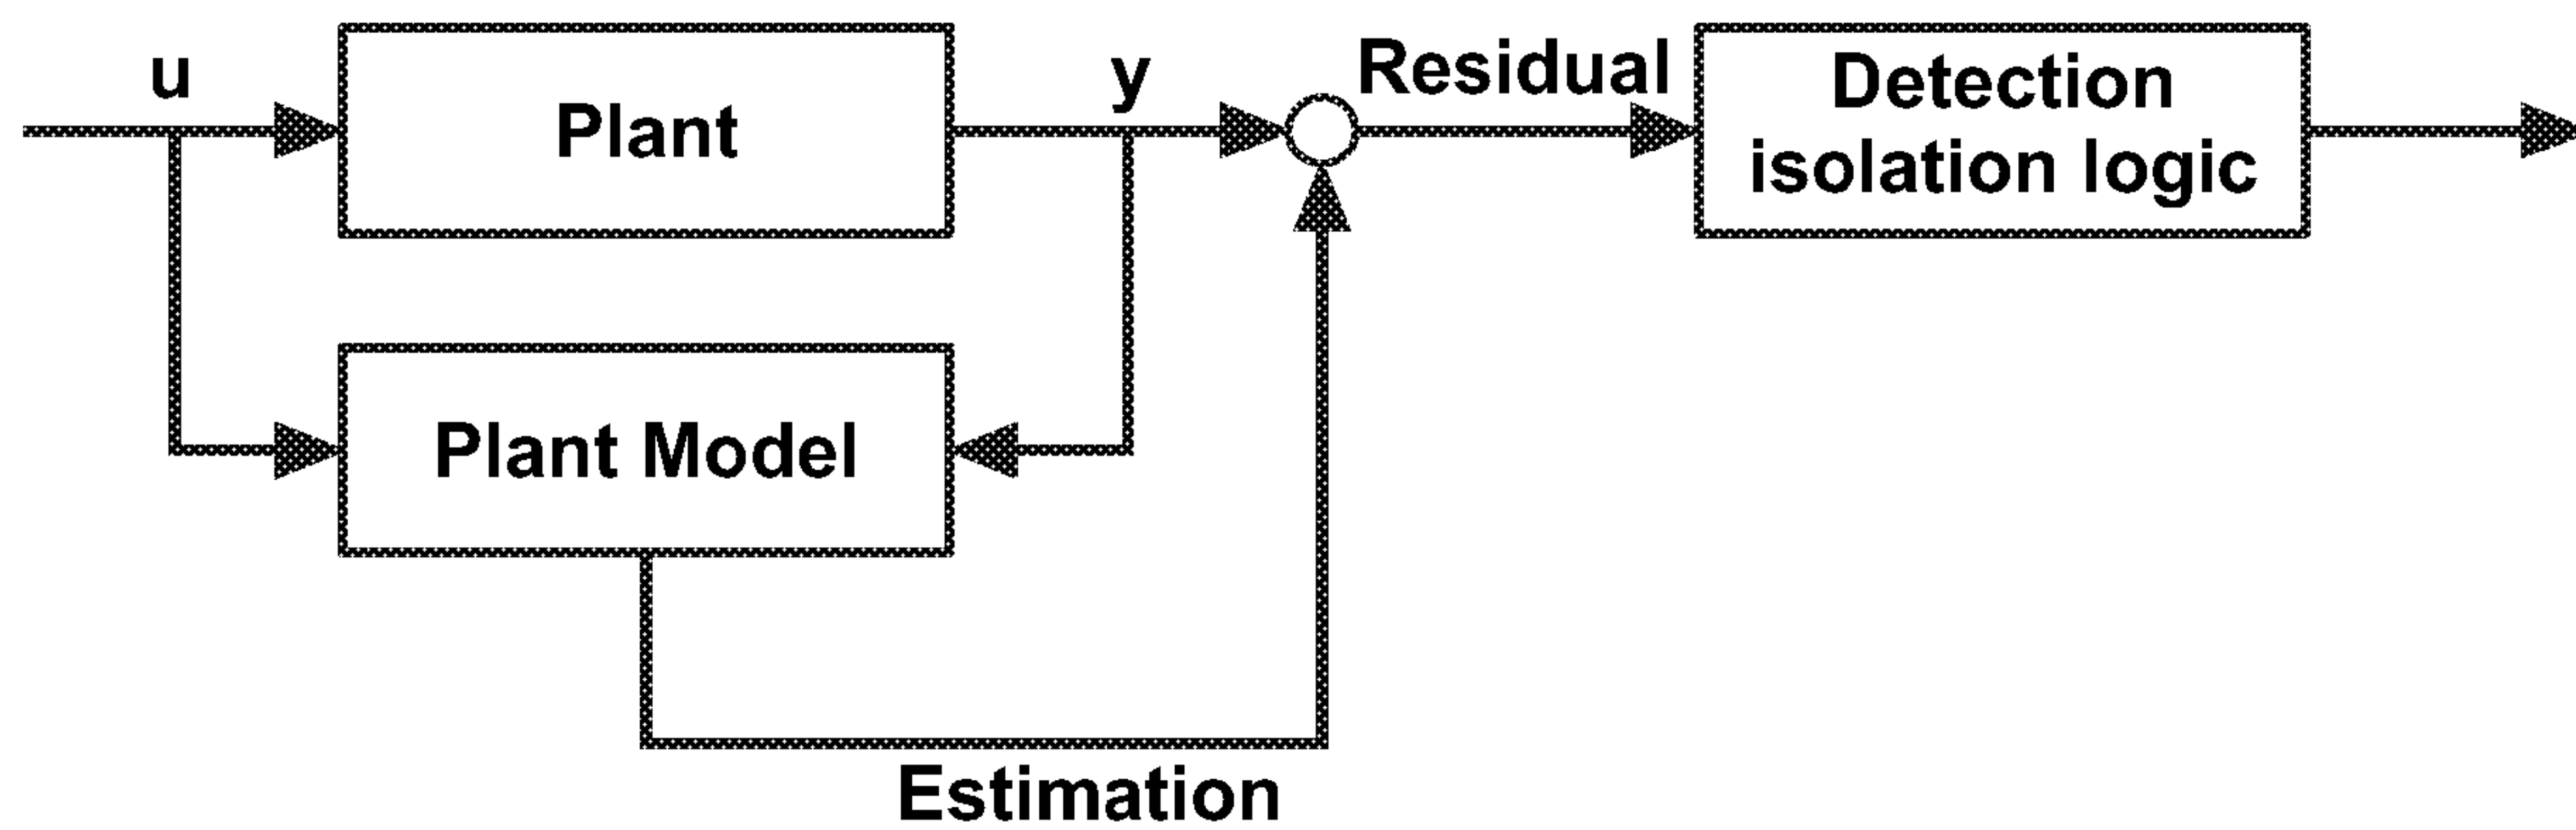 u
Plant
y
Residual
Detection
isolation logic
Plant Model
Estimation